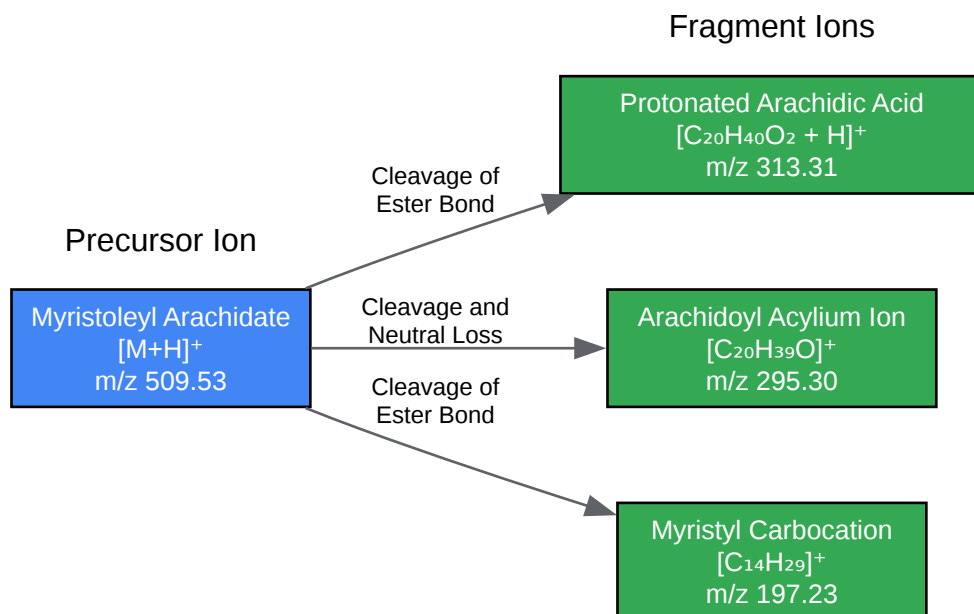 Fragment Ions
Protonated Arachidic Acid
[C₂₀H₄₀O₂ + H]⁺
m/z 313.31
Cleavage of
Ester Bond
Precursor Ion
Myristoleyl Arachidate
[M+H]⁺
m/z 509.53
Cleavage and
Neutral Loss
Arachidoyl Acylium Ion
[C₂₀H₃₉O]⁺
m/z 295.30
Cleavage of
Ester Bond
Myristyl Carbocation
[C₁₄H₂₉]⁺
m/z 197.23